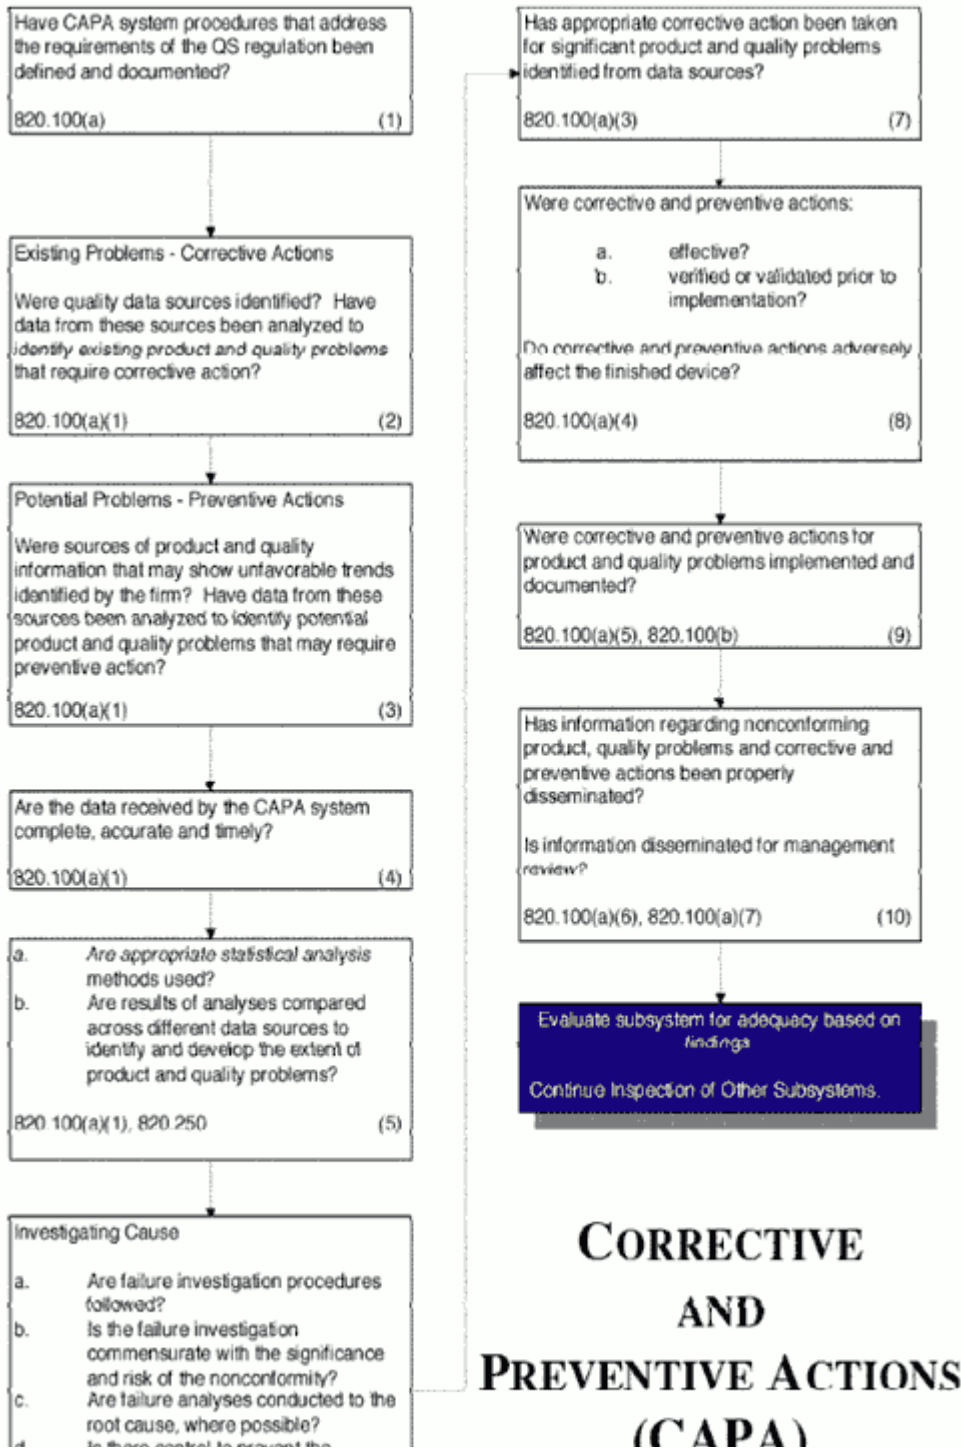 Have CAPA system procedures that address
the requirements of the QS regulation been
defined and documented?
820.100(a) (1)
Existing Problems - Corrective Actions
Were quality data sources identified? Have
data from these sources been analyzed to
identify existing product and quality problems
that require corrective action?
820.100(a)(1) (2)
Potential Problems - Preventive Actions
Were sources of product and quality
information that may show unfavorable trends
identified by the firm? Have data from these
sources been analyzed to identify potential
product and quality problems that may require
preventive action?
820.100(a)(1) (3)
Are the data received by the CAPA system
complete, accurate and timely?
820.100(a)(1) (4)
a. Are appropriate statistical analysis
methods used?
b. Are results of analyses compared
across different data sources to
identify and develop the extent of
product and quality problems?
820.100(a)(1), 820.250 (5)
Investigating Cause
a. Are failure investigation procedures
followed?
b. Is the failure investigation
commensurate with the significance
and risk of the nonconformity?
c. Are failure analyses conducted to the
root cause, where possible?
d. Is there control to prevent the
Has appropriate corrective action been taken
for significant product and quality problems
identified from data sources?
820.100(a)(3) (7)
Were corrective and preventive actions:
a. effective?
b. verified or validated prior to
implementation?
Do corrective and preventive actions adversely
affect the finished device?
820.100(a)(4) (8)
Were corrective and preventive actions for
product and quality problems implemented and
documented?
820.100(a)(5), 820.100(b) (9)
Has information regarding nonconforming
product, quality problems and corrective and
preventive actions been properly
disseminated?
Is information disseminated for management
review?
820.100(a)(6), 820.100(a)(7) (10)
Evaluate subsystem for adequacy based on
findings
Continue Inspection of Other Subsystems.
CORRECTIVE
AND
PREVENTIVE ACTIONS
(CAPA)